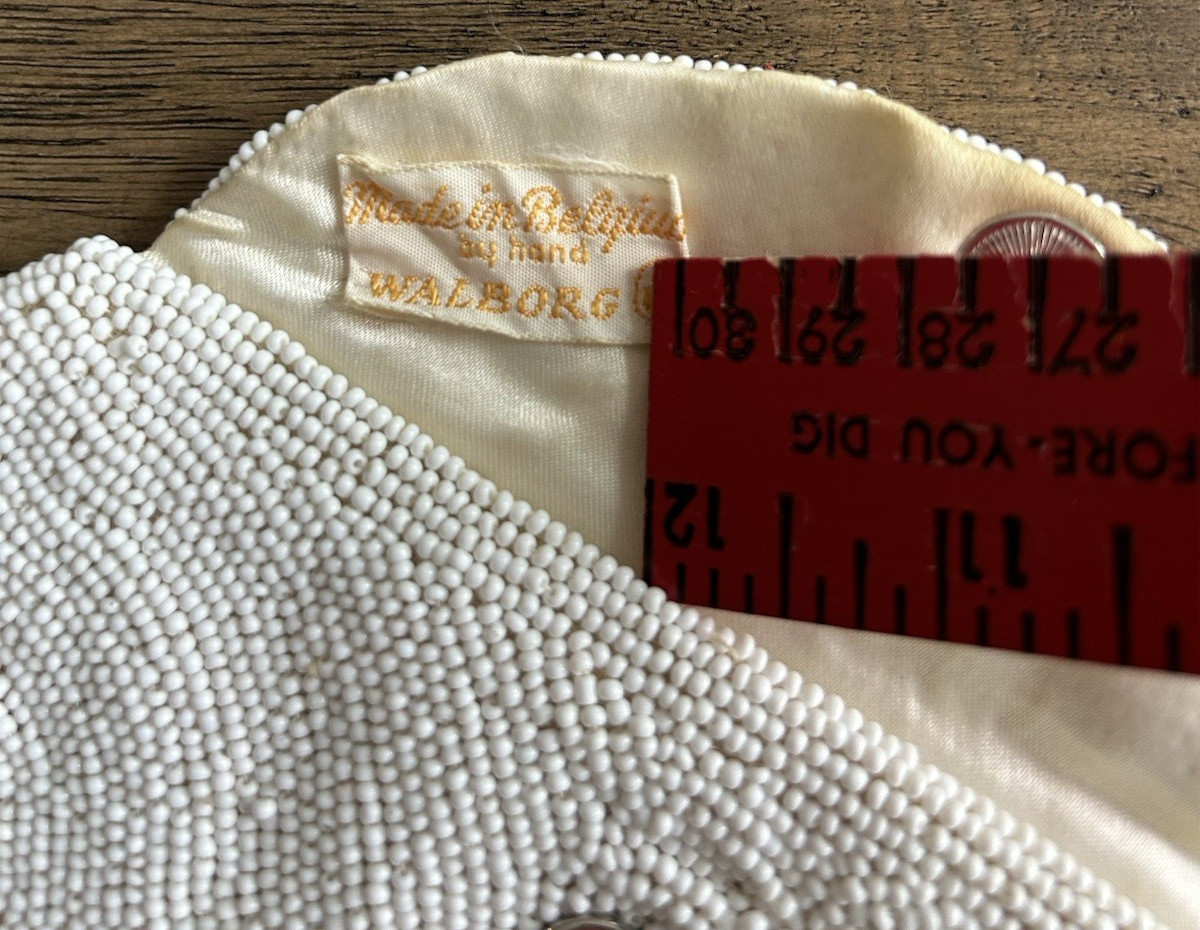 Made in Belgium
by hand
WALBORG
30 29 28 27
FORE-YOU DIG
12 11